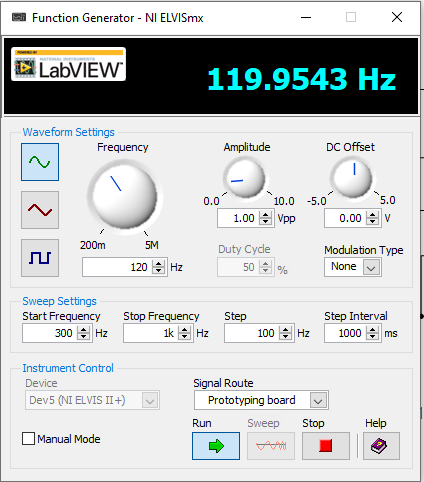 Function Generator - NI ELVISmx
POWERED BY
NATIONAL INSTRUMENTS
LabVIEW™
119.9543 Hz
Waveform Settings
Frequency
Amplitude
DC Offset
0.0 10.0
-5.0 5.0
200m 5M
120 Hz
1.00 Vpp
0.00 V
Duty Cycle
50 %
Modulation Type
None
Sweep Settings
Start Frequency
Stop Frequency
Step
Step Interval
300 Hz
1k Hz
100 Hz
1000 ms
Instrument Control
Device
Signal Route
Dev5 (NI ELVIS II+)
Prototyping board
Manual Mode
Run
Sweep
Stop
Help